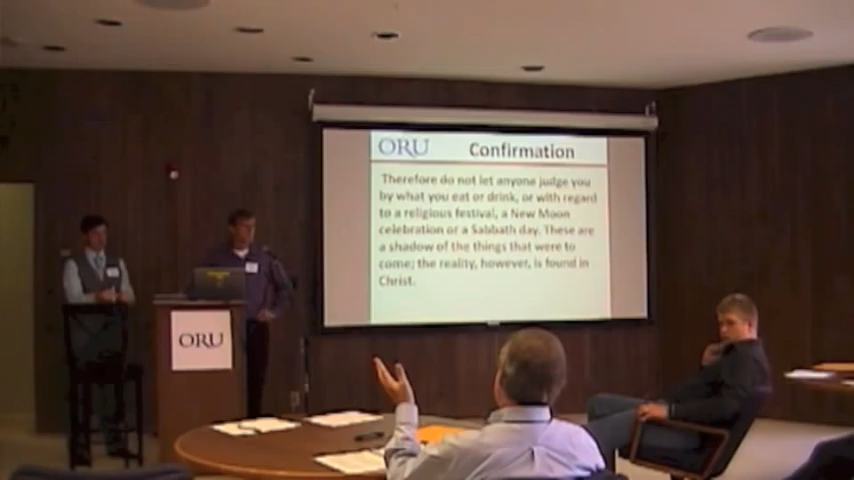 ORU Confirmation
Therefore do not let anyone judge you
by what you eat or drink, or with regard
to a religious festival, a New Moon
celebration or a Sabbath day. These are
a shadow of the things that were to
come; the reality, however, is found in
Christ.
ORU